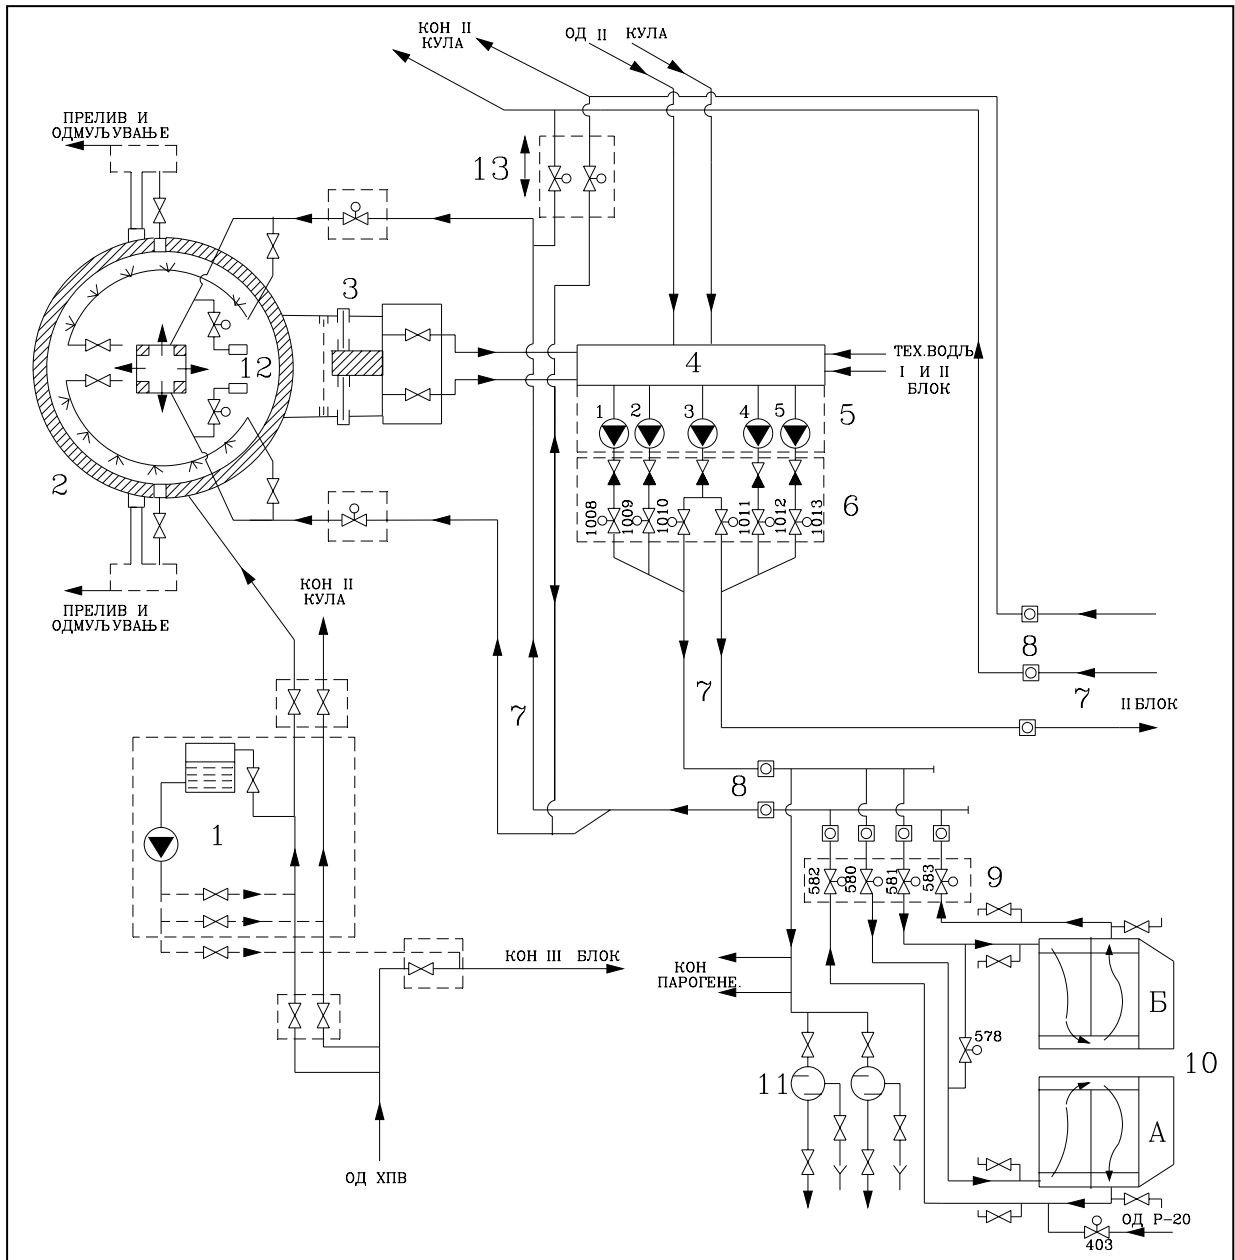 КОН II
КУЛА
ОД II КУЛА
ПРЕЛИВ И
ОДМУЉУВАЊЕ
13
3
12
4
ТЕХ.ВОДЉ
I И II
БЛОК
1
2
3
4
5
5
2
6
1008
1009
1010
1011
1012
1013
КОН II
КУЛА
ПРЕЛИВ И
ОДМУЉУВАЊЕ
8
7
7
7
II БЛОК
8
1
582
580
581
583
9
КОН III БЛОК
КОН
ПАРОГЕНЕ.
Б
578
10
11
А
ОД ХПВ
ОД Р-20
403